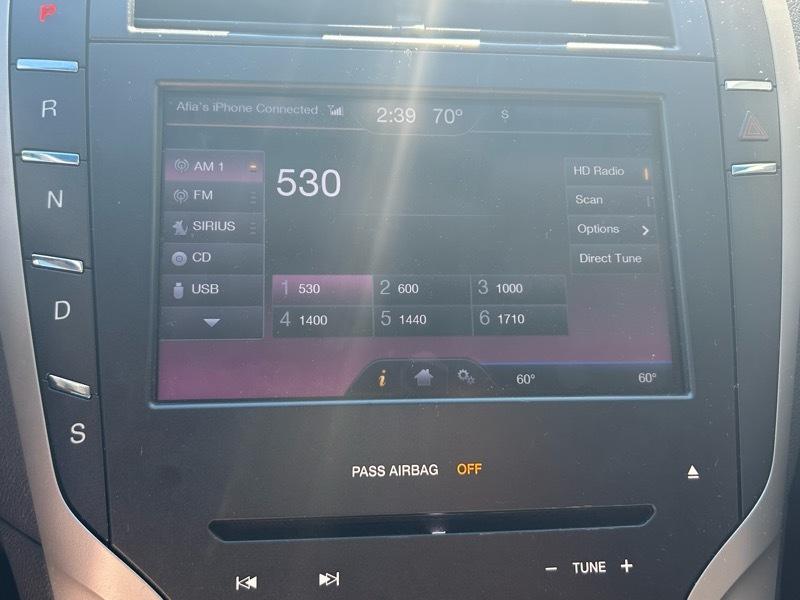 P
R
N
D
S
Afia's iPhone Connected 2:39 70° S
AM 1
FM
SIRIUS
CD
USB
530
HD Radio
Scan
Options
Direct Tune
1 530 2 600 3 1000
4 1400 5 1440 6 1710
i 60° 60°
PASS AIRBAG OFF
− TUNE +